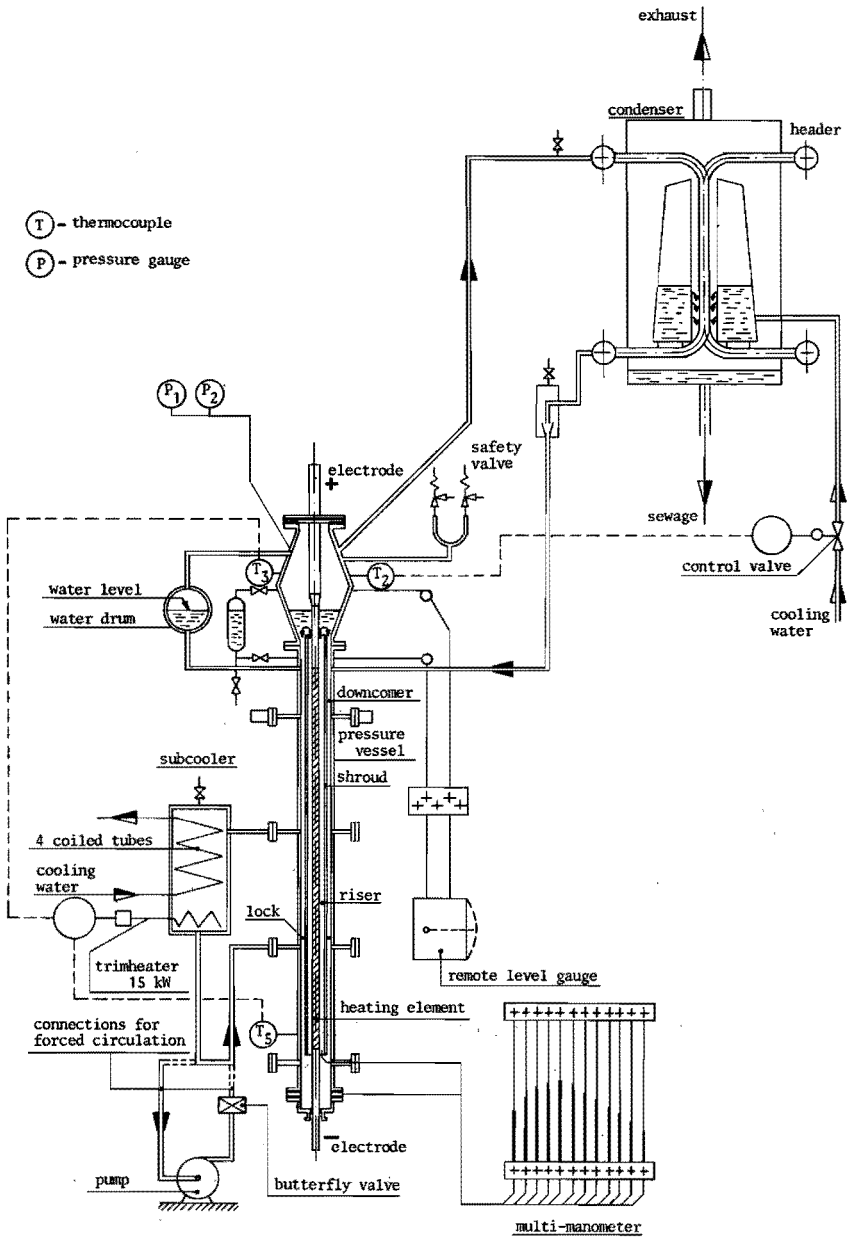 exhaust
condenser
header
T - thermocouple
P - pressure gauge
P1
P2
safety
valve
electrode
+
sewage
control valve
cooling
water
T3
T2
water level
water drum
downcomer
pressure
vessel
subcooler
shroud
4 coiled tubes
cooling
water
riser
lock
trimheater
15 kW
remote level gauge
heating element
connections for
forced circulation
T5
electrode
pump
butterfly valve
multi-manometer